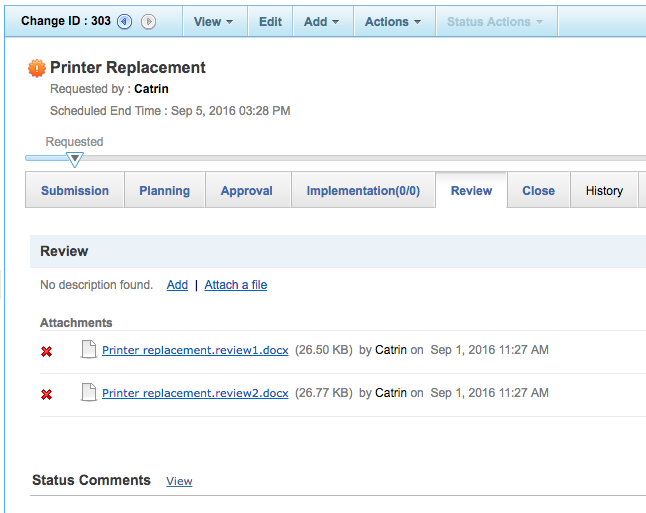 Change ID : 303 View Edit Add Actions Status Actions
Printer Replacement
Requested by : Catrin
Scheduled End Time : Sep 5, 2016 03:28 PM
Requested
Submission Planning Approval Implementation(0/0) Review Close History
Review
No description found. Add | Attach a file
Attachments
Printer replacement.review1.docx (26.50 KB) by Catrin on Sep 1, 2016 11:27 AM
Printer replacement.review2.docx (26.77 KB) by Catrin on Sep 1, 2016 11:27 AM
Status Comments View